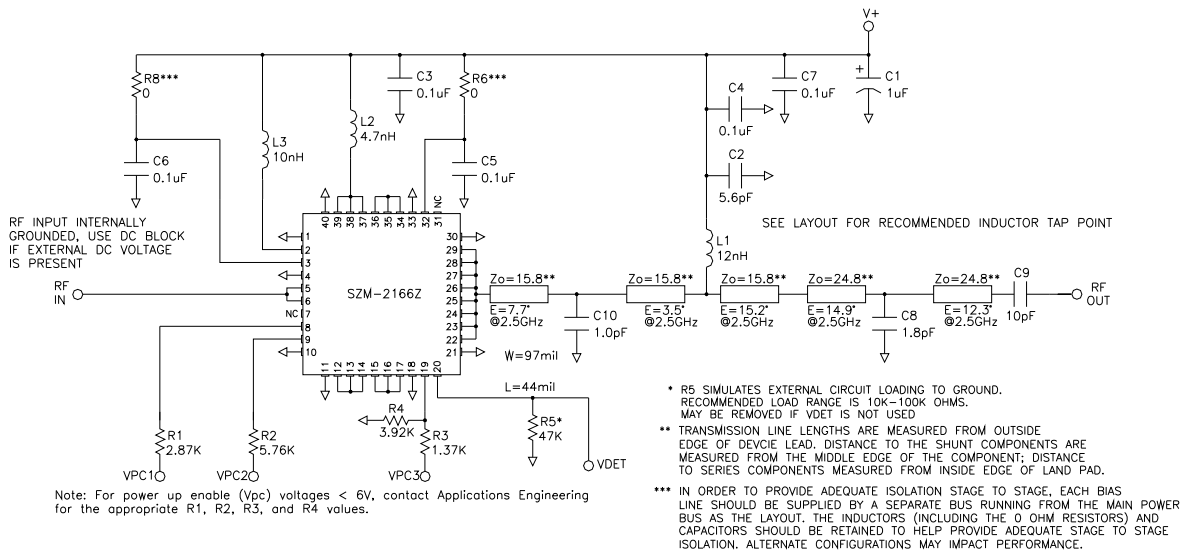 V+
R8***
0
C3
0.1uF
R6***
0
C7
0.1uF
C1
1uF
+
L2
4.7nH
C4
0.1uF
L3
10nH
C6
0.1uF
C5
0.1uF
C2
5.6pF
RF INPUT INTERNALLY
GROUNDED, USE DC BLOCK
IF EXTERNAL DC VOLTAGE
IS PRESENT
40
39
38
37
36
35
34
33
32
31
NC
SEE LAYOUT FOR RECOMMENDED INDUCTOR TAP POINT
1
2
3
4
5
6
NC 7
8
9
10
SZM-2166Z
30
29
28
27
26
25
24
23
22
21
L1
12nH
RF
IN
Zo=15.8**
E=7.7°
@2.5GHz
C10
1.0pF
Zo=15.8**
E=3.5°
@2.5GHz
Zo=15.8**
E=15.2°
@2.5GHz
Zo=24.8**
E=14.9°
@2.5GHz
C8
1.8pF
Zo=24.8**
E=12.3°
@2.5GHz
C9
10pF
RF
OUT
W=97mil
11
12
13
14
15
16
17
18
19
20
L=44mil
R4
3.92K
R5*
47K
R1
2.87K
R2
5.76K
R3
1.37K
VPC1
VPC2
VPC3
VDET
Note: For power up enable (Vpc) voltages < 6V, contact Applications Engineering
for the appropriate R1, R2, R3, and R4 values.
* R5 SIMULATES EXTERNAL CIRCUIT LOADING TO GROUND.
RECOMMENDED LOAD RANGE IS 10K-100K OHMS.
MAY BE REMOVED IF VDET IS NOT USED
** TRANSMISSION LINE LENGTHS ARE MEASURED FROM OUTSIDE
EDGE OF DEVCIE LEAD. DISTANCE TO THE SHUNT COMPONENTS ARE
MEASURED FROM THE MIDDLE EDGE OF THE COMPONENT; DISTANCE
TO SERIES COMPONENTS MEASURED FROM INSIDE EDGE OF LAND PAD.
*** IN ORDER TO PROVIDE ADEQUATE ISOLATION STAGE TO STAGE, EACH BIAS
LINE SHOULD BE SUPPLIED BY A SEPARATE BUS RUNNING FROM THE MAIN POWER
BUS AS THE LAYOUT. THE INDUCTORS (INCLUDING THE 0 OHM RESISTORS) AND
CAPACITORS SHOULD BE RETAINED TO HELP PROVIDE ADEQUATE STAGE TO STAGE
ISOLATION. ALTERNATE CONFIGURATIONS MAY IMPACT PERFORMANCE.